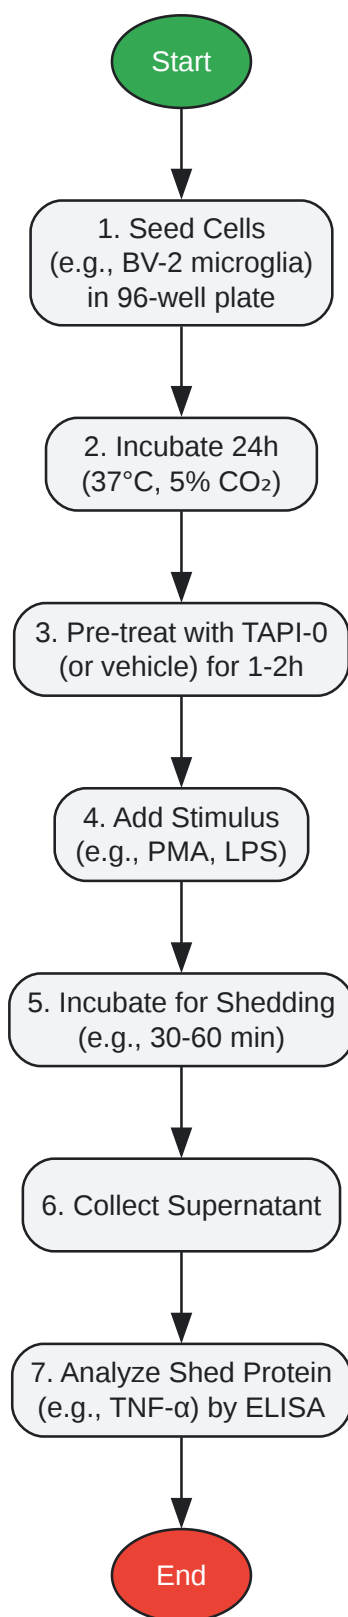 Start
1. Seed Cells
(e.g., BV-2 microglia)
in 96-well plate
2. Incubate 24h
(37°C, 5% CO₂)
3. Pre-treat with TAPI-0
(or vehicle) for 1-2h
4. Add Stimulus
(e.g., PMA, LPS)
5. Incubate for Shedding
(e.g., 30-60 min)
6. Collect Supernatant
7. Analyze Shed Protein
(e.g., TNF-α) by ELISA
End